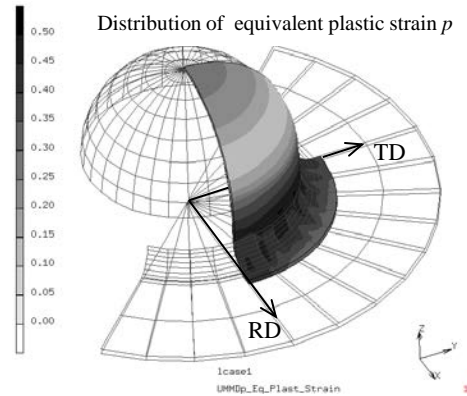 Distribution of equivalent plastic strain p
0.50
0.45
0.40
0.35
0.30
0.25
0.20
0.15
0.10
0.05
0.00
TD
RD
Z
Y
X
lcase1
UMMDp_Eq_Plast_Strain
1